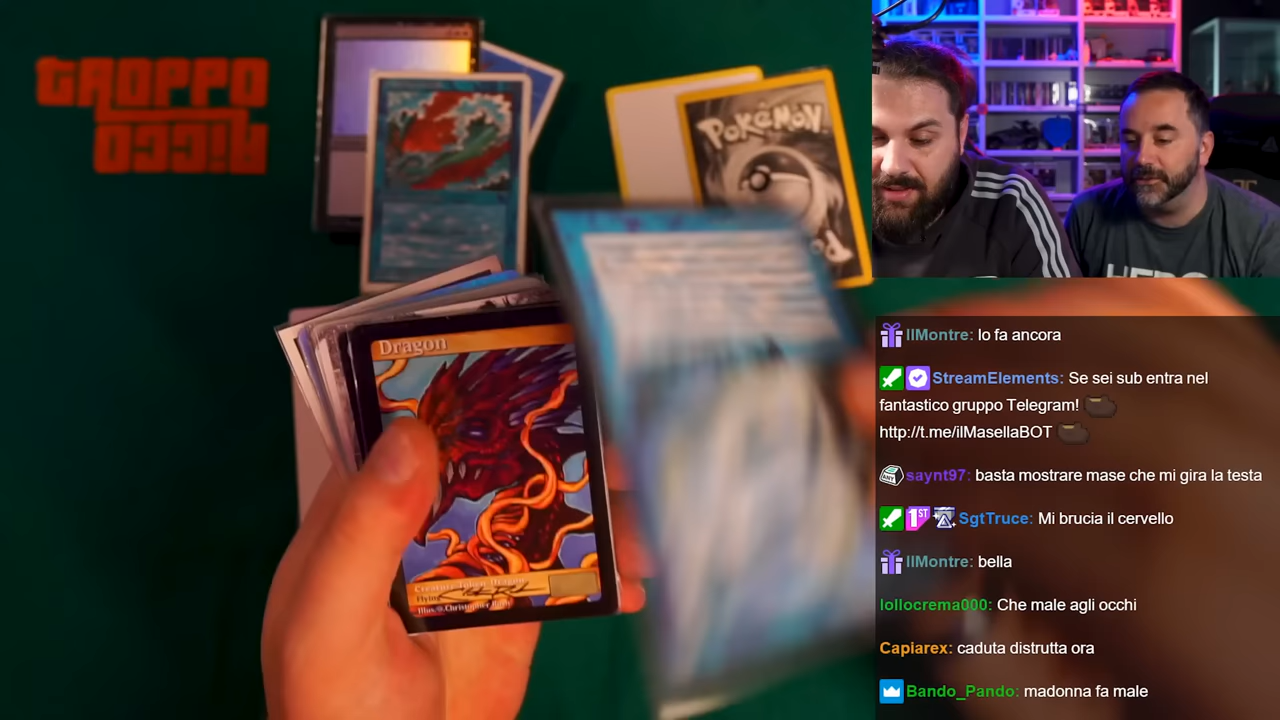 TROPPO
POKéMON
Dragon
Creature Token Dragon
Flying
Illus. © Christopher Rush
HERO
IlMontre: lo fa ancora
StreamElements: Se sei sub entra nel
fantastico gruppo Telegram!
http://t.me/ilMasellaBOT
saynt97: basta mostrare mase che mi gira la testa
1ST SgtTruce: Mi brucia il cervello
IlMontre: bella
lollocrema000: Che male agli occhi
Capiarex: caduta distrutta ora
Bando_Pando: madonna fa male